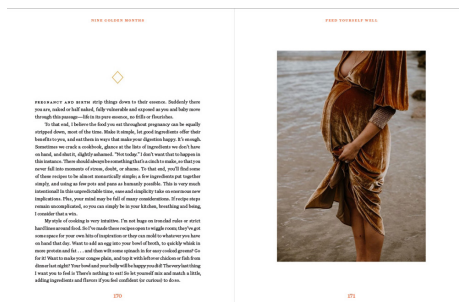 NINE GOLDEN MONTHS
FEED YOURSELF WELL
PREGNANCY AND BIRTH strip things down to their essence. Suddenly there
you are, naked or half naked, fully vulnerable and exposed as you and baby move
through this passage—life in its pure essence, no frills or flourishes.
To that end, I believe the food you eat throughout pregnancy can be equally
stripped down, most of the time. Make it simple, let good ingredients offer their
benefits to you, and eat them in ways that make your digestion happy. It's enough.
Sometimes we crack a cookbook, glance at the lists of ingredients we don't have
on hand, and shut it, slightly ashamed. "Not today." I don't want that to happen in
this instance. There should always be something that's a cinch to make, so that you
never fall into moments of stress, doubt, or shame. To that end, you'll find some
of these recipes to be almost monastically simple; a few ingredients put together
simply, and using as few pots and pans as humanly possible. This is very much
intentional! In this unpredictable time, ease and simplicity take on enormous new
implications. Plus, your mind may be full of many considerations. If recipe steps
remain uncomplicated, so you can simply be in your kitchen, breathing and being,
I consider that a win.
My style of cooking is very intuitive. I'm not huge on ironclad rules or strict
hard lines around food. So I've made these recipes open to wiggle room; they've got
some space for your own hits of inspiration or they can mold to whatever you have
on hand that day. Want to add an egg into your bowl of broth, to quickly whisk in
more protein and fat . . . and then wilt some spinach in for easy cooked greens? Go
for it! Want to make your congee plain, and top it with leftover chicken or fish from
dinner last night? Your bowl and your belly will be happy you did! The very last thing
I want you to feel is There's nothing to eat! So let yourself mix and match a little,
adding ingredients and flavors if you feel confident (or curious) to do so.
270
271